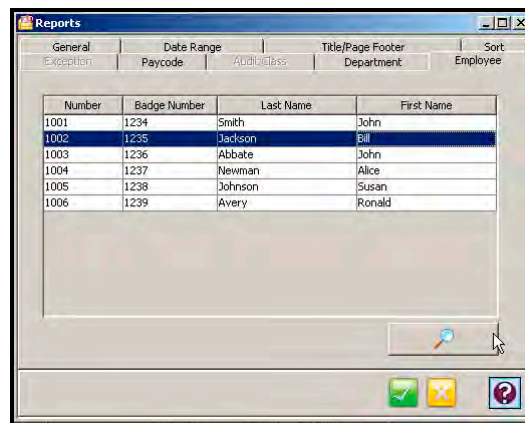 Reports
General Date Range Title/Page Footer Sort
Exception Paycode Audit Class Department Employee
Number Badge Number Last Name First Name
1001 1234 Smith John
1002 1235 Jackson Bill
1003 1236 Abbate John
1004 1237 Newman Alice
1005 1238 Johnson Susan
1006 1239 Avery Ronald